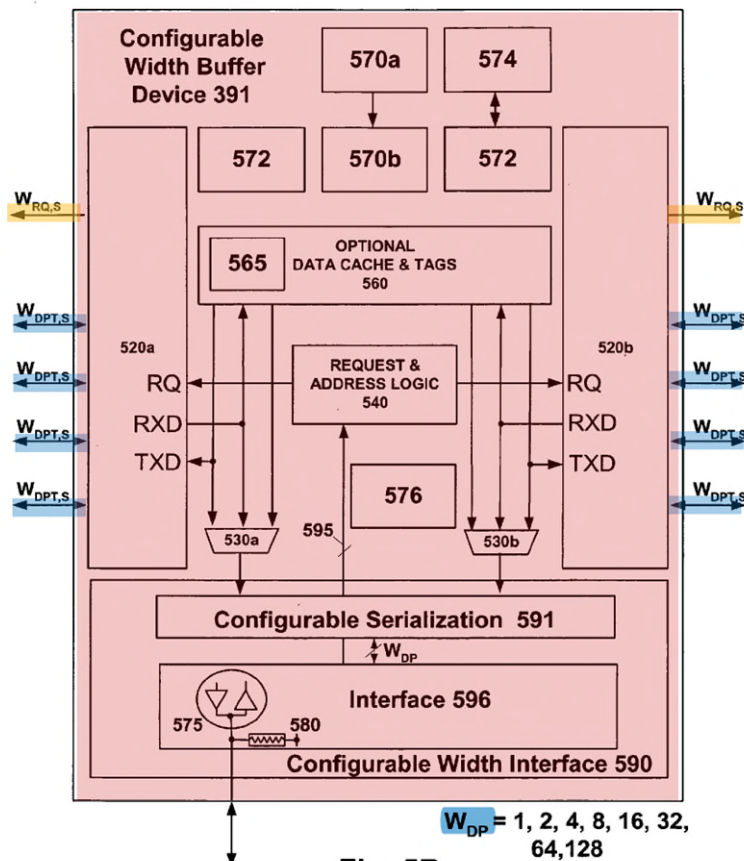 Configurable
Width Buffer
Device 391
570a
574
572
570b
572
W_RQ,S
W_RQ,S
565
OPTIONAL
DATA CACHE & TAGS
560
W_DPT,S
W_DPT,S
520a
520b
REQUEST &
ADDRESS LOGIC
540
W_DPT,S
W_DPT,S
RQ
RQ
RXD
RXD
W_DPT,S
W_DPT,S
TXD
TXD
W_DPT,S
W_DPT,S
576
595
530a
530b
Configurable Serialization 591
W_DP
Interface 596
575
580
Configurable Width Interface 590
W_DP = 1, 2, 4, 8, 16, 32,
64,128